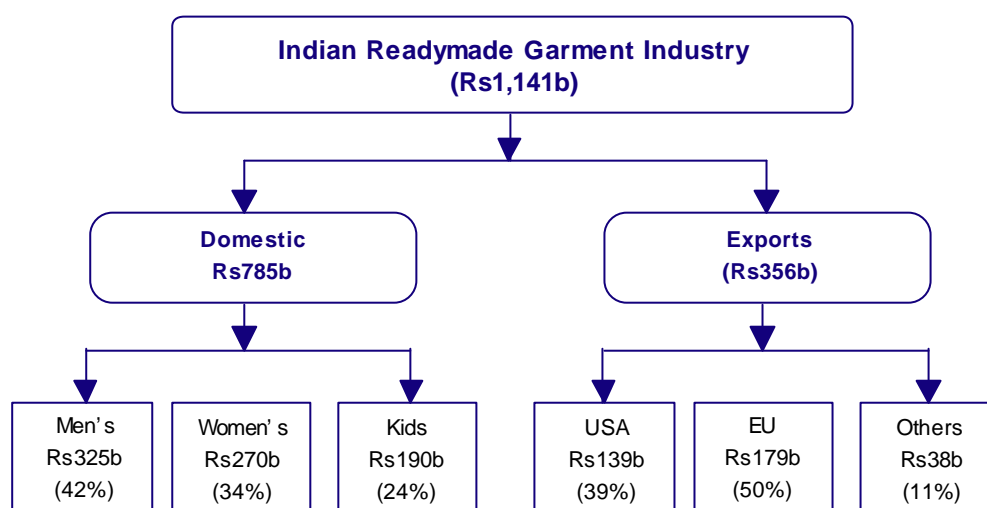 Indian Readymade Garment Industry
(Rs1,141b)
Domestic
Rs785b
Exports
(Rs356b)
Men's
Rs325b
(42%)
Women's
Rs270b
(34%)
Kids
Rs190b
(24%)
USA
Rs139b
(39%)
EU
Rs179b
(50%)
Others
Rs38b
(11%)